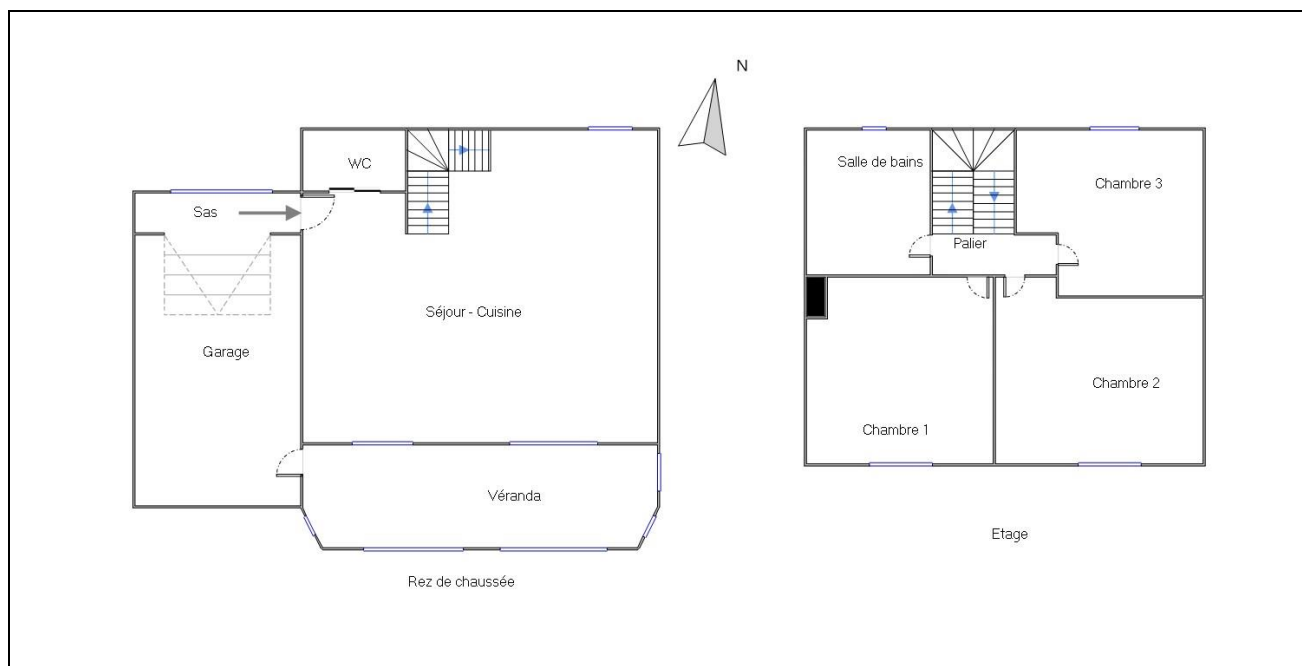 N
WC
Sas
Séjour - Cuisine
Garage
Véranda
Rez de chaussée
Salle de bains
Chambre 3
Palier
Chambre 2
Chambre 1
Etage